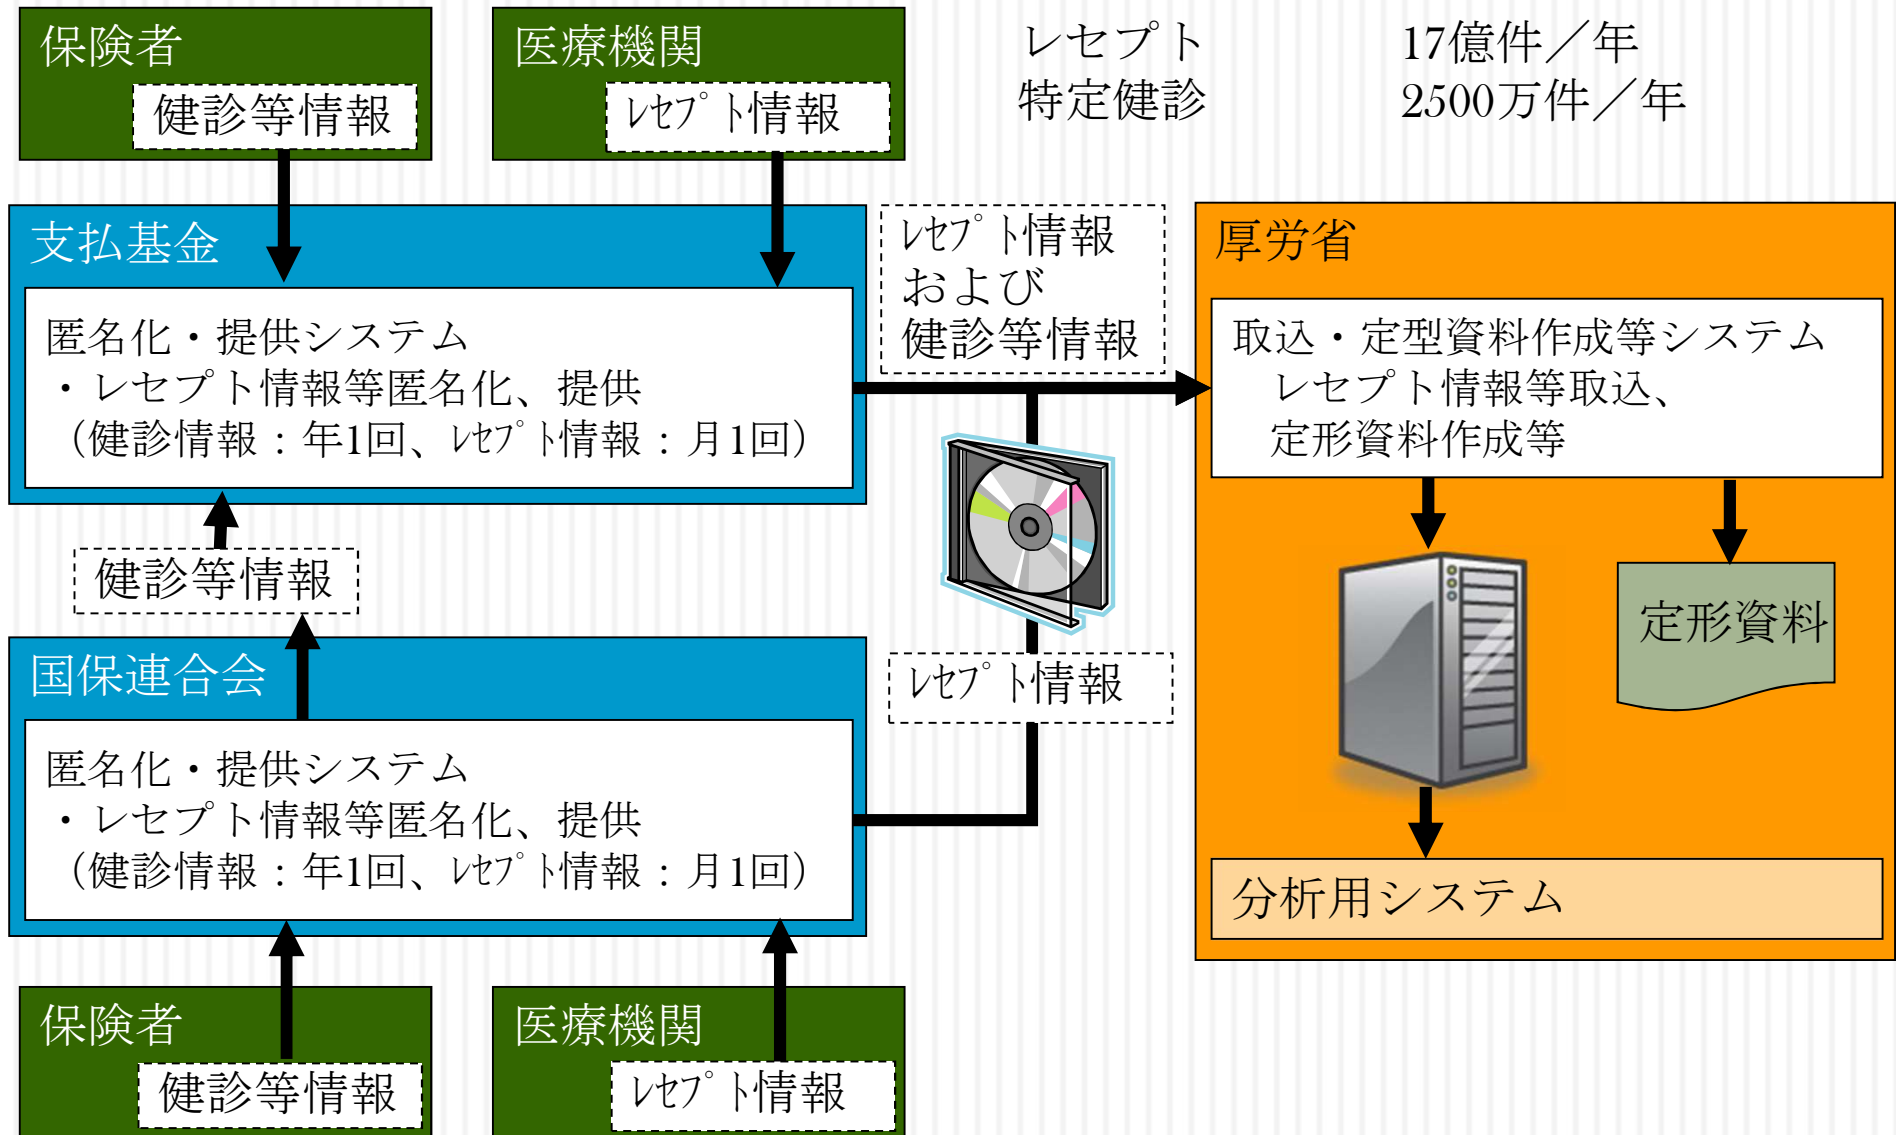 保険者
健診等情報
医療機関
ﾚｾﾌﾟﾄ情報
レセプト 17億件／年
特定健診 2500万件／年
支払基金
匿名化・提供システム
・レセプト情報等匿名化、提供
（健診情報：年1回、ﾚｾﾌﾟﾄ情報：月1回）
ﾚｾﾌﾟﾄ情報
および
健診等情報
厚労省
取込・定型資料作成等システム
レセプト情報等取込、
定形資料作成等
健診等情報
定形資料
国保連合会
ﾚｾﾌﾟﾄ情報
匿名化・提供システム
・レセプト情報等匿名化、提供
（健診情報：年1回、ﾚｾﾌﾟﾄ情報：月1回）
分析用システム
保険者
健診等情報
医療機関
ﾚｾﾌﾟﾄ情報